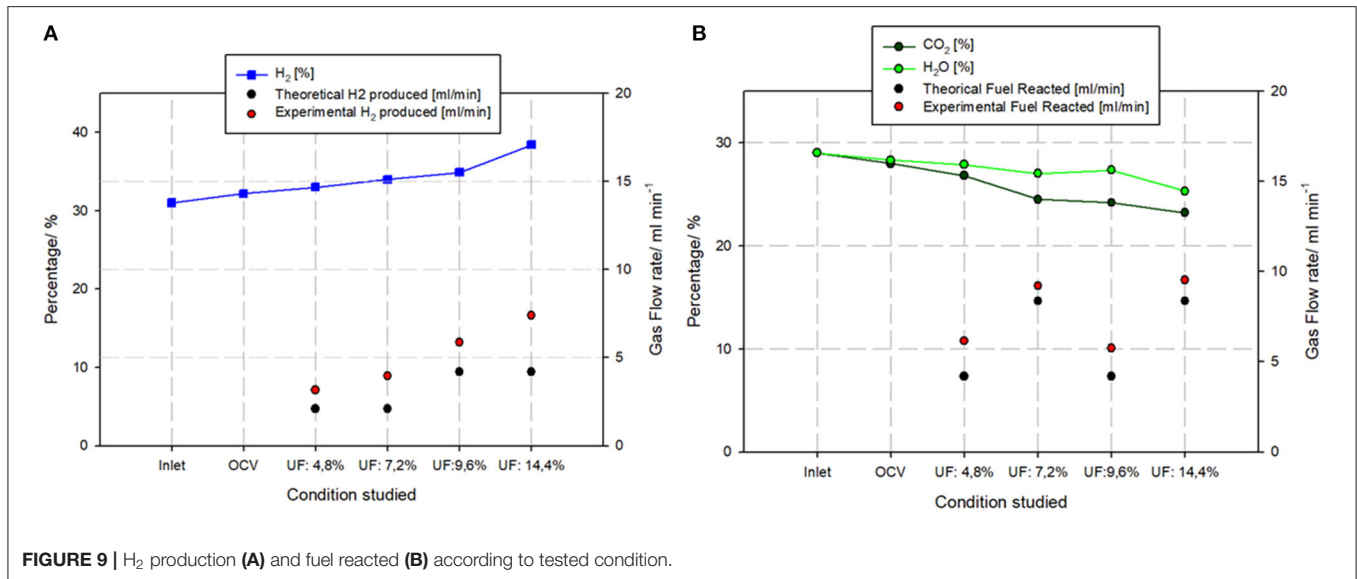 A
H₂ [%]
Theoretical H2 produced [ml/min]
Experimental H₂ produced [ml/min]
Percentage/ %
40
30
20
10
0
20
15
10
5
0
Gas Flow rate/ ml min⁻¹
Inlet OCV UF: 4,8% UF: 7,2% UF:9,6% UF: 14,4%
Condition studied
B
CO₂ [%]
H₂O [%]
Theorical Fuel Reacted [ml/min]
Experimental Fuel Reacted [ml/min]
Percentage/ %
30
20
10
0
20
15
10
5
0
Gas Flow rate/ ml min⁻¹
Inlet OCV UF: 4,8% UF: 7,2% UF:9,6% UF: 14,4%
Condition studied
FIGURE 9 | H₂ production (A) and fuel reacted (B) according to tested condition.